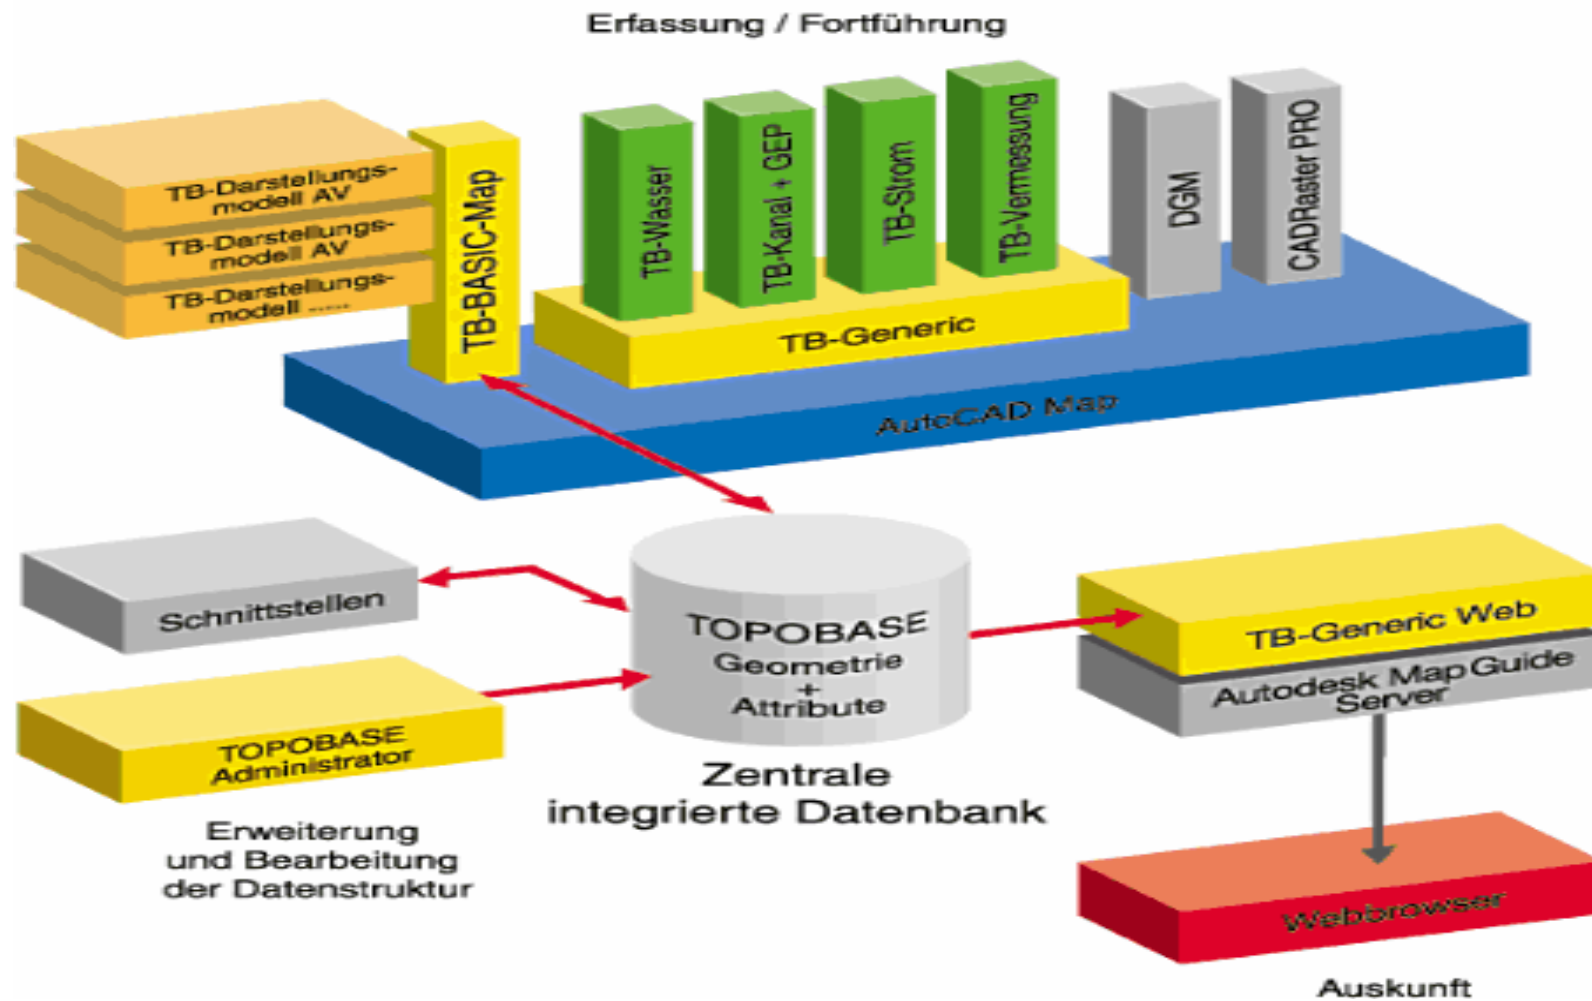 Erfassung / Fortführung
TB-Darstellungs-
modell AV
TB-Darstellungs-
modell AV
TB-Darstellungs-
modell .....
TB-BASIC-Map
TB-Wasser
TB-Kanal + GEP
TB-Strom
TB-Vermessung
DGM
CADRaster PRO
TB-Generic
AutoCAD Map
Schnittstellen
TOPOBASE
Administrator
Erweiterung
und Bearbeitung
der Datenstruktur
TOPOBASE
Geometrie
+
Attribute
Zentrale
integrierte Datenbank
TB-Generic Web
Autodesk Map Guide
Server
Webbrowser
Auskunft